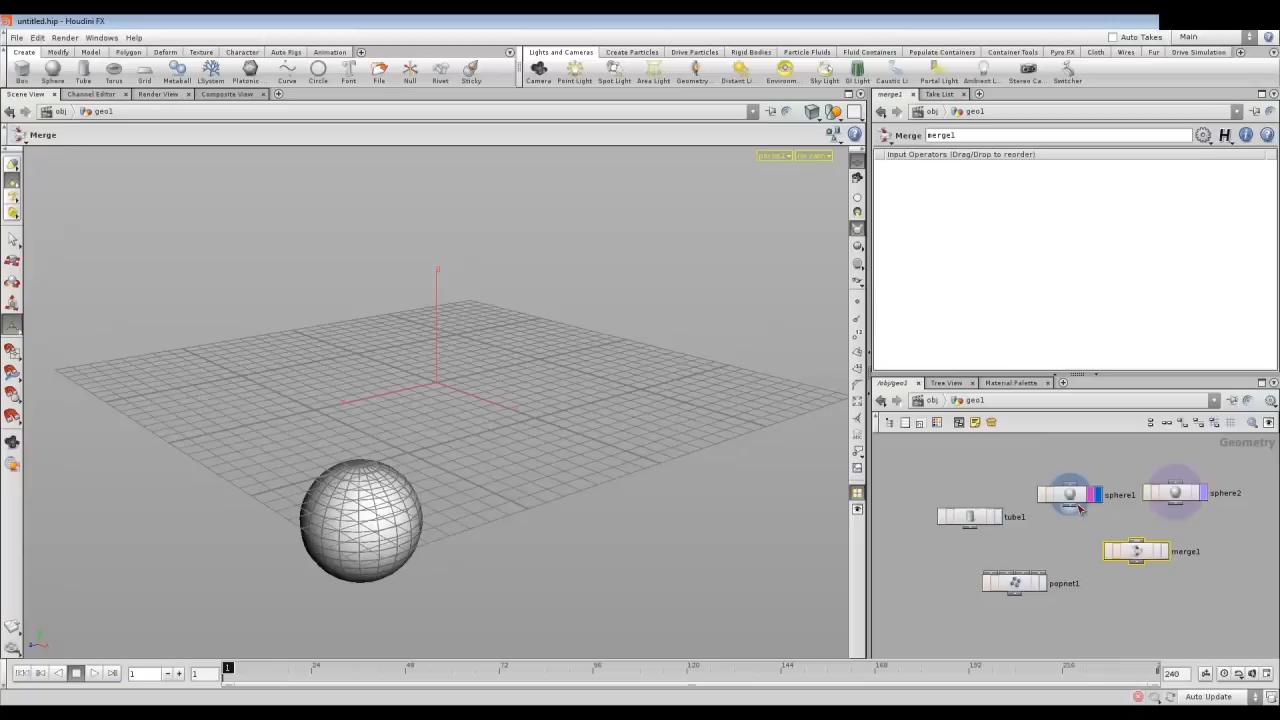 untitled.hip - Houdini FX
File Edit Render Windows Help
Auto Takes Main
Create Modify Model Polygon Deform Texture Character Auto Rigs Animation
Lights and Cameras Create Particles Drive Particles Rigid Bodies Particle Fluids Fluid Containers Populate Containers Container Tools Pyro FX Cloth Wires Fur Drive Simulation
Box Sphere Tube Torus Grid Metaball LSystem Platonic... Curve Circle Font File Null Rivet Sticky
Camera Point Light Spot Light Area Light Geometry... Distant Li... Environm... Sky Light GI Light Caustic Li... Portal Light Ambient L... Stereo Ca... Switcher
Scene View Channel Editor Render View Composite View
merge1 Take List
obj geo1
obj geo1
Merge
Merge merge1
Input Operators (Drag/Drop to reorder)
/obj/geo1 Tree View Material Palette
obj geo1
Geometry
sphere1
sphere2
tube1
merge1
popnet1
1 1 1 24 48 72 96 120 144 168 192 216 240
Auto Update